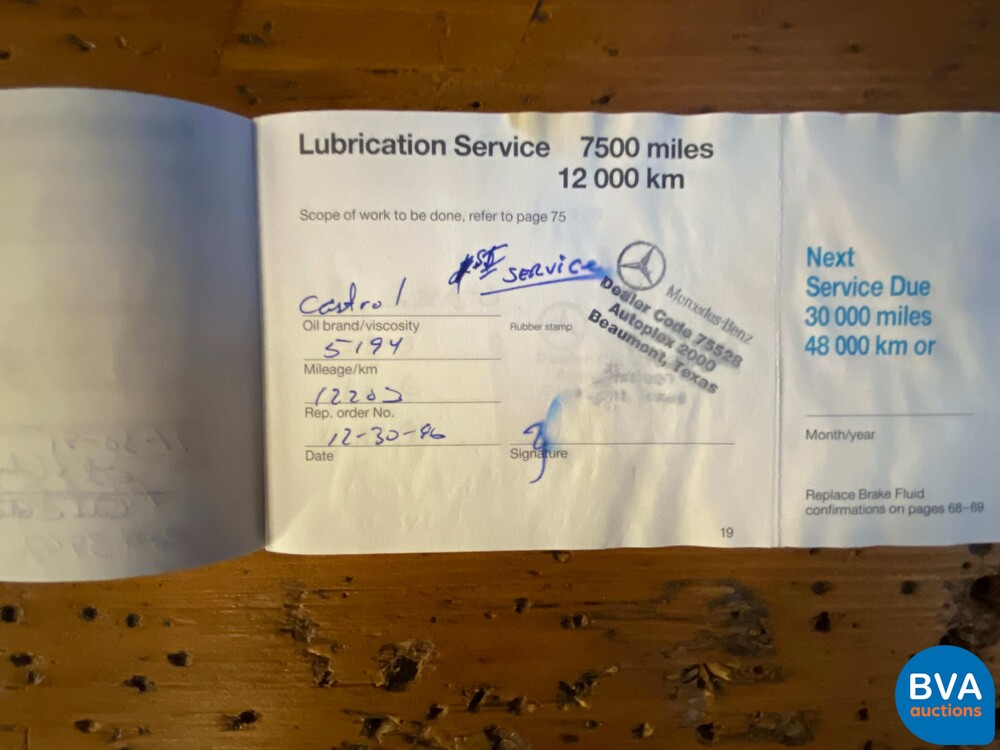 Lubrication Service 7500 miles
12 000 km
Scope of work to be done, refer to page 75
1st SERVICE
Mercedes-Benz
Dealer Code 75528
Autoplex 2000
Beaumont, Texas
Castrol
Oil brand/viscosity
Rubber stamp
5194
Mileage/km
Rep. order No.
12-30-96
Date
Signature
19
Next
Service Due
30 000 miles
48 000 km or
Month/year
Replace Brake Fluid
confirmations on pages 68-69
BVA
auctions